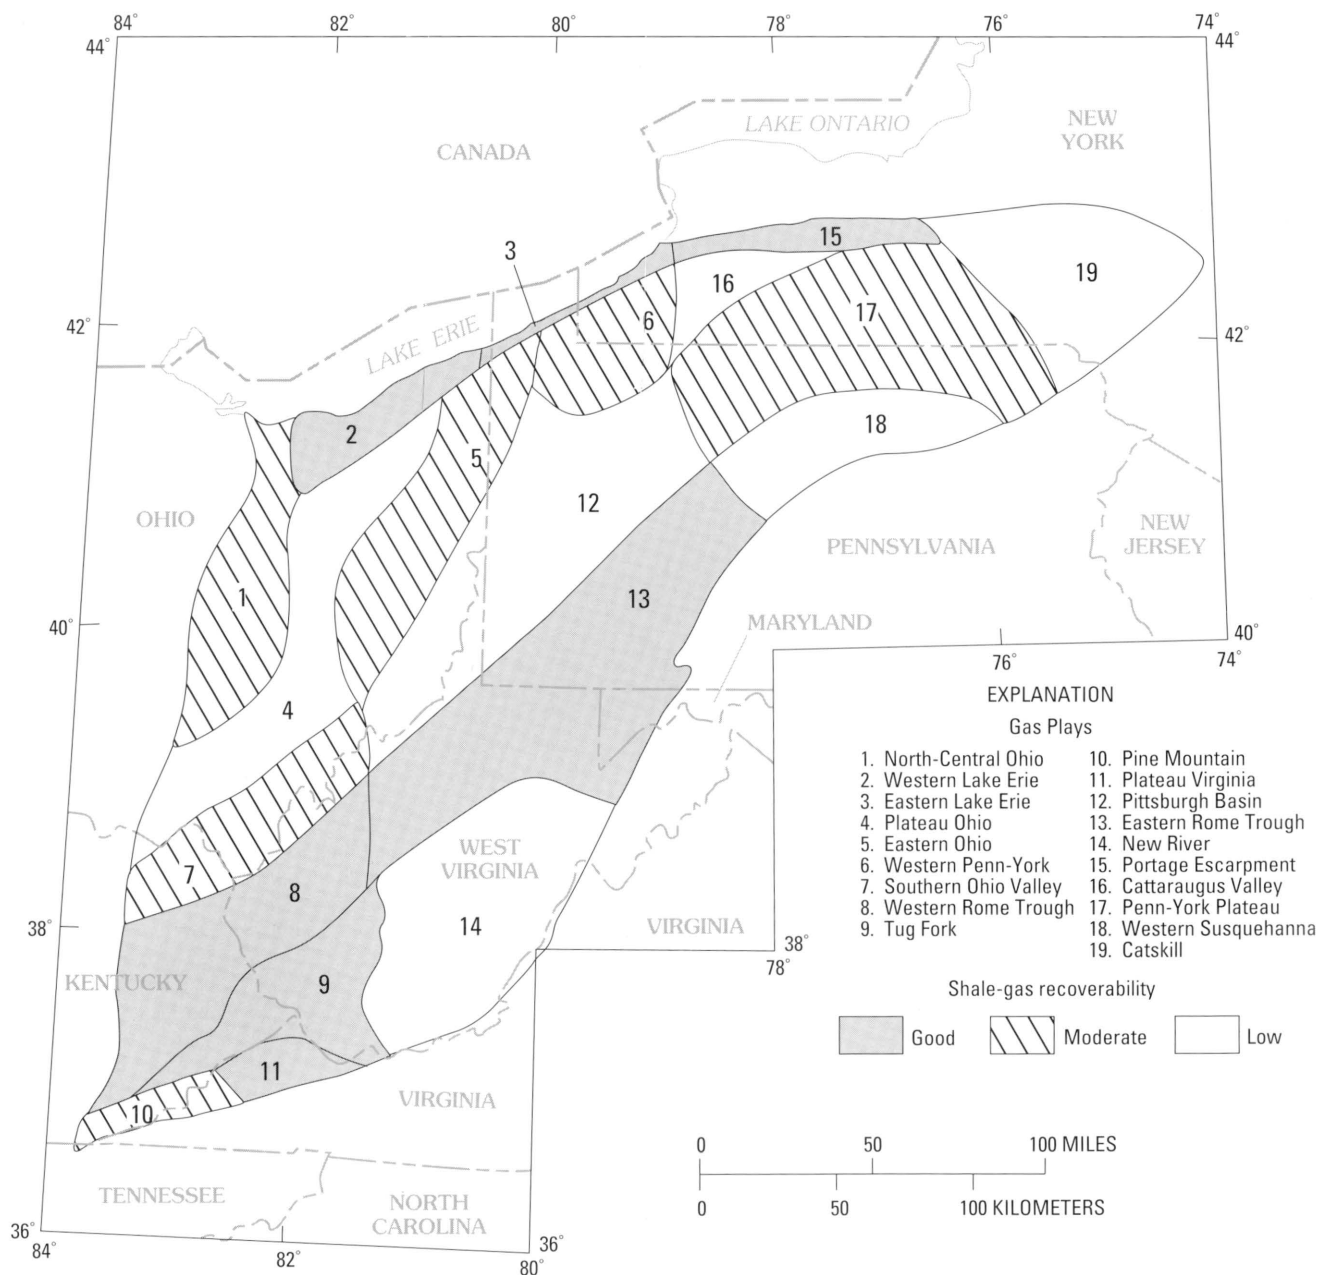 84° 82° 80° 78° 76° 74°
44° 44°
LAKE ONTARIO
NEW
YORK
CANADA
3
15
19
16
17
6
42° 42°
LAKE ERIE
2
18
5
12
OHIO
NEW
JERSEY
PENNSYLVANIA
1
13
MARYLAND
40° 40°
76° 74°
4
EXPLANATION
Gas Plays
1. North-Central Ohio
2. Western Lake Erie
3. Eastern Lake Erie
4. Plateau Ohio
5. Eastern Ohio
6. Western Penn-York
7. Southern Ohio Valley
8. Western Rome Trough
9. Tug Fork
10. Pine Mountain
11. Plateau Virginia
12. Pittsburgh Basin
13. Eastern Rome Trough
14. New River
15. Portage Escarpment
16. Cattaraugus Valley
17. Penn-York Plateau
18. Western Susquehanna
19. Catskill
WEST
VIRGINIA
7
8
14
VIRGINIA
38° 38°
78°
KENTUCKY
9
Shale-gas recoverability
Good Moderate Low
11
10
VIRGINIA
0 50 100 MILES
0 50 100 KILOMETERS
TENNESSEE
NORTH
CAROLINA
36° 36°
84° 82° 80°